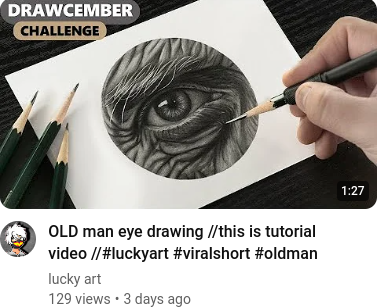 DRAWCEMBER
CHALLENGE
1:27
OLD man eye drawing //this is tutorial
video //#luckyart #viralshort #oldman
lucky art
129 views • 3 days ago